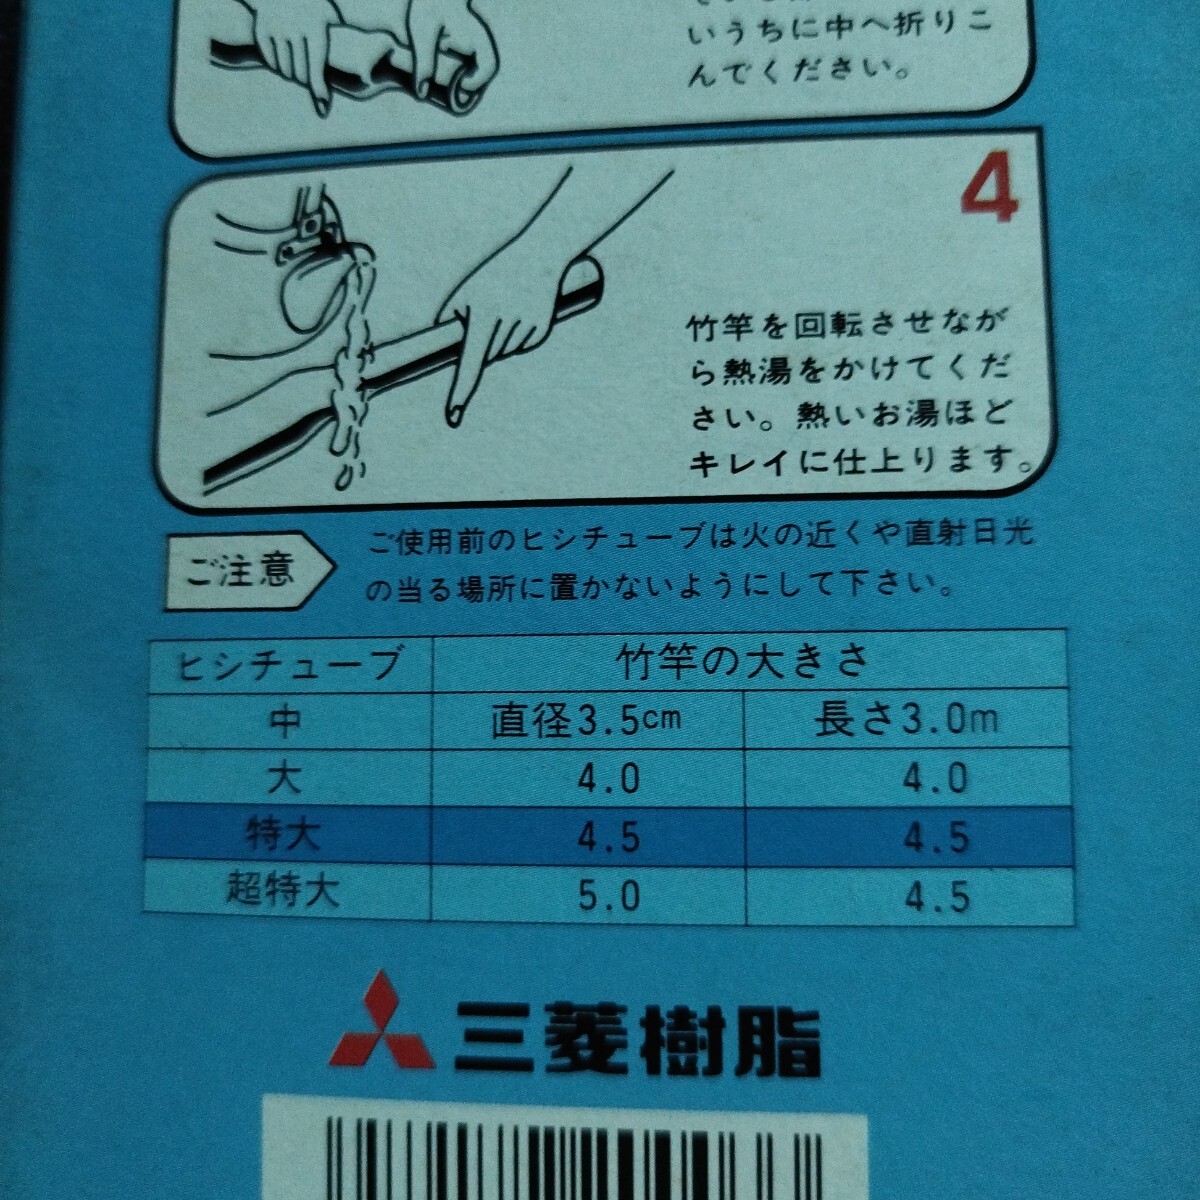 いうちに中へ折りこ
んでください。
4
竹竿を回転させなが
ら熱湯をかけてくだ
さい。熱いお湯ほど
キレイに仕上ります。
ご注意
ご使用前のヒシチューブは火の近くや直射日光
の当る場所に置かないようにして下さい。
ヒシチューブ 竹竿の大きさ
中 直径3.5cm 長さ3.0m
大 4.0 4.0
特大 4.5 4.5
超特大 5.0 4.5
三菱樹脂